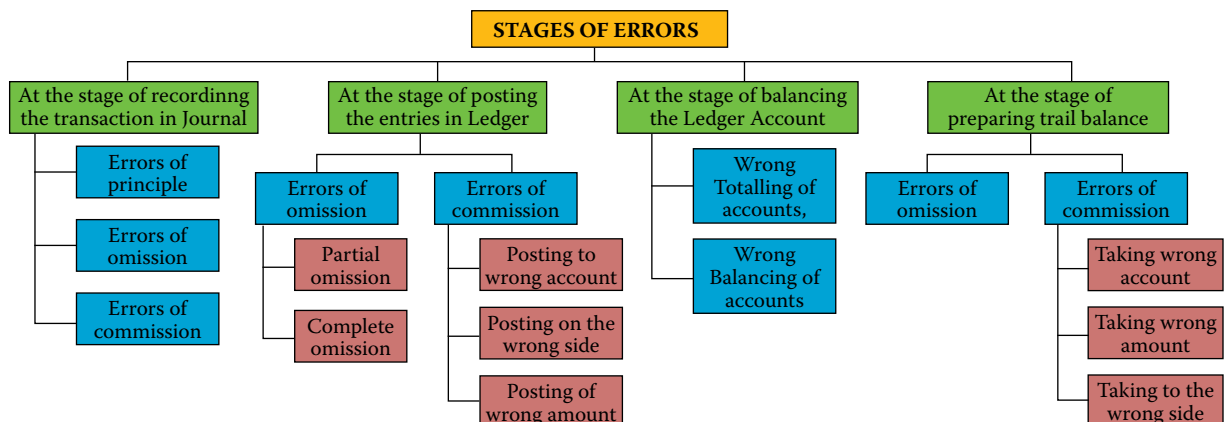 STAGES OF ERRORS
At the stage of recordinng
the transaction in Journal
At the stage of posting
the entries in Ledger
At the stage of balancing
the Ledger Account
At the stage of
preparing trail balance
Errors of
principle
Errors of
omission
Errors of
commission
Errors of
omission
Partial
omission
Complete
omission
Errors of
commission
Posting to
wrong account
Posting on the
wrong side
Posting of
wrong amount
Wrong
Totalling of
accounts,
Wrong
Balancing of
accounts
Errors of
omission
Errors of
commission
Taking wrong
account
Taking wrong
amount
Taking to the
wrong side